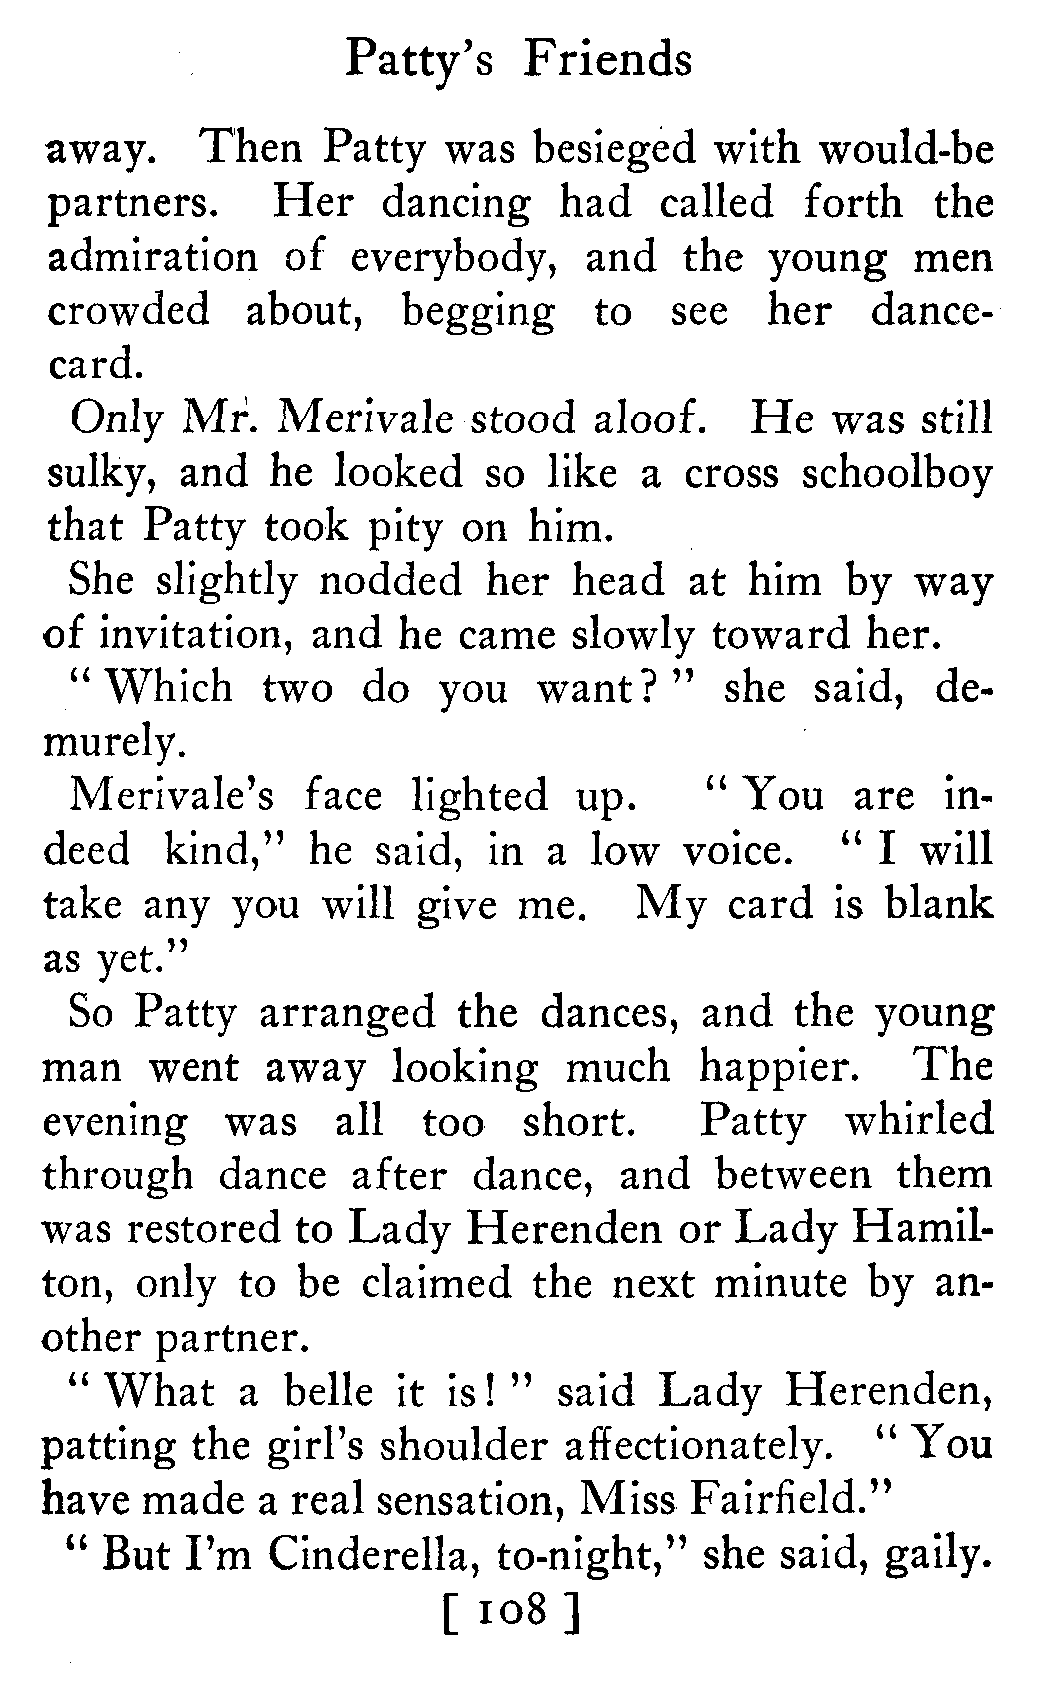 Patty's Friends
away. Then Patty was besieged with would-be
partners. Her dancing had called forth the
admiration of everybody, and the young men
crowded about, begging to see her dance-
card.
Only Mr. Merivale stood aloof. He was still
sulky, and he looked so like a cross schoolboy
that Patty took pity on him.
She slightly nodded her head at him by way
of invitation, and he came slowly toward her.
" Which two do you want? " she said, de-
murely.
Merivale's face lighted up. " You are in-
deed kind," he said, in a low voice. " I will
take any you will give me. My card is blank
as yet."
So Patty arranged the dances, and the young
man went away looking much happier. The
evening was all too short. Patty whirled
through dance after dance, and between them
was restored to Lady Herenden or Lady Hamil-
ton, only to be claimed the next minute by an-
other partner.
" What a belle it is! " said Lady Herenden,
patting the girl's shoulder affectionately. " You
have made a real sensation, Miss Fairfield."
" But I'm Cinderella, to-night," she said, gaily.
[ 108 ]